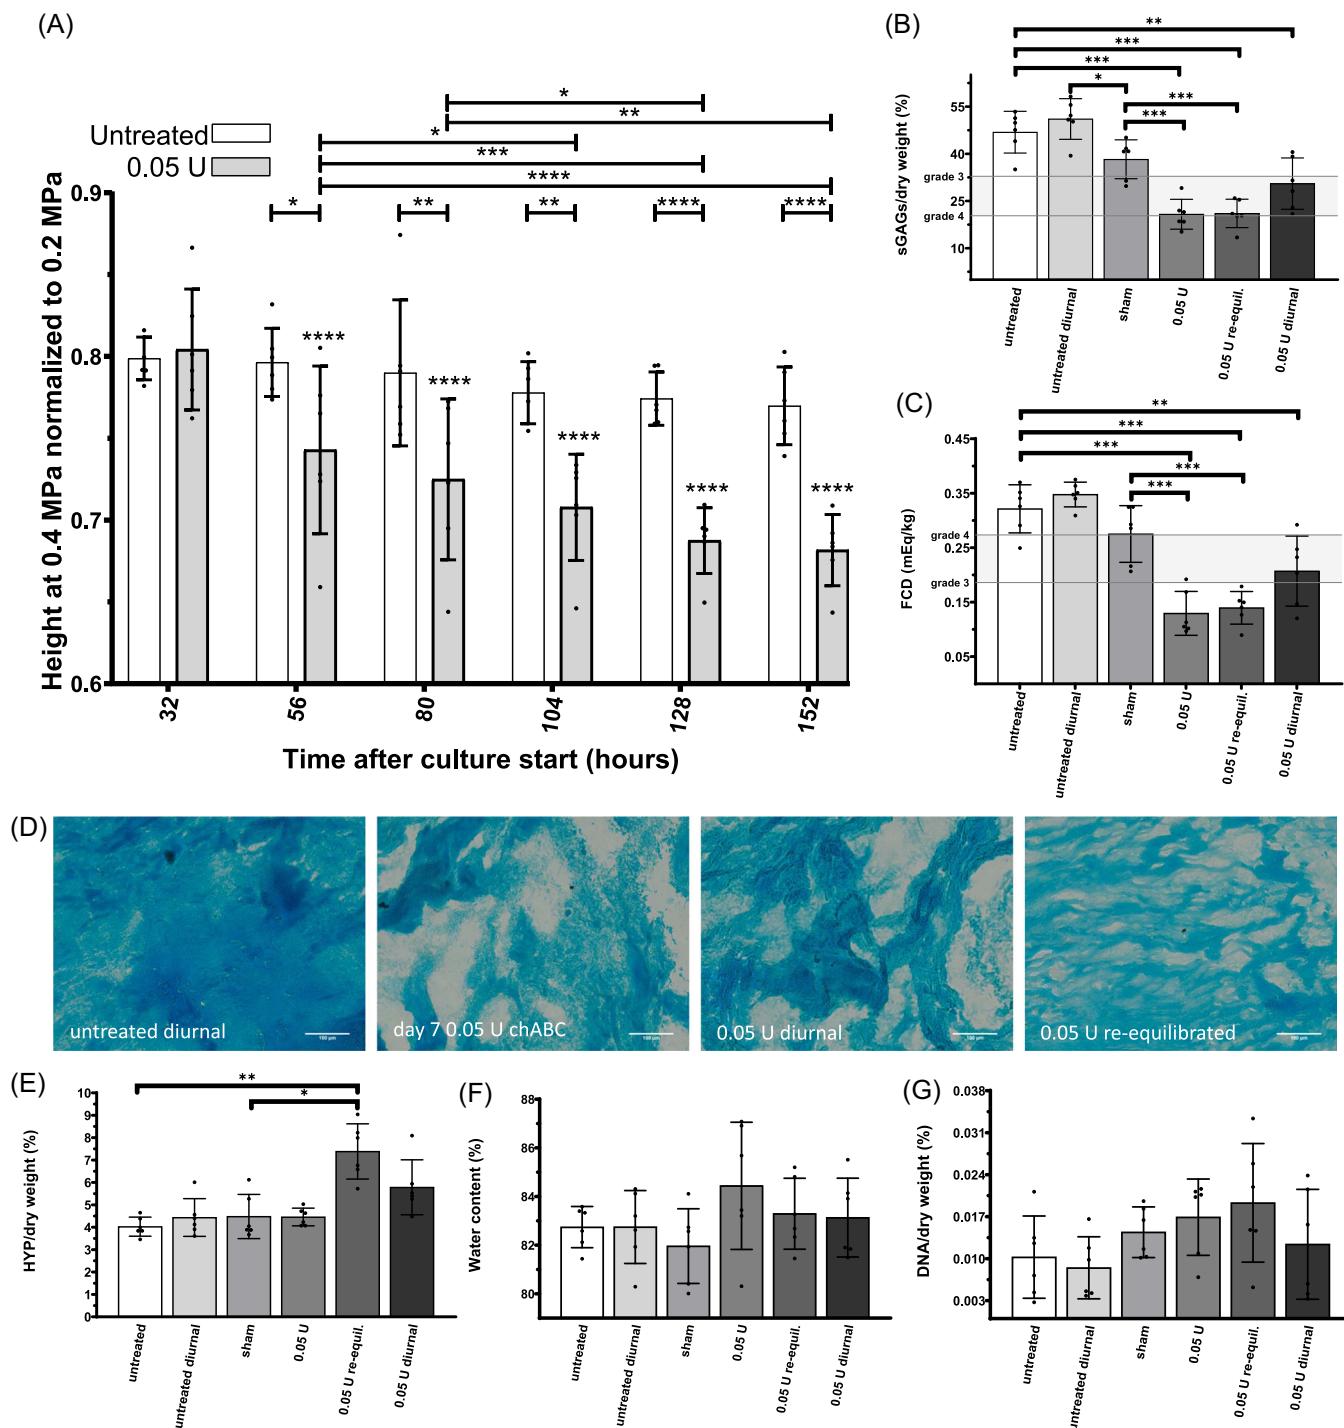 (A)
Untreated
0.05 U
*
**
*
***
****
*
**
**
****
****
****
****
****
****
****
0.9
0.8
0.7
0.6
Height at 0.4 MPa normalized to 0.2 MPa
32
56
80
104
128
152
Time after culture start (hours)
(B)
**
***
***
*
***
***
55
40
25
10
grade 3
grade 4
sGAGs/dry weight (%)
untreated
untreated diurnal
sham
0.05 U
0.05 U re-equil.
0.05 U diurnal
(C)
**
***
***
***
***
0.45
0.35
0.25
0.15
0.05
grade 4
grade 3
FCD (mEq/kg)
untreated
untreated diurnal
sham
0.05 U
0.05 U re-equil.
0.05 U diurnal
(D)
untreated diurnal
100 µm
day 7 0.05 U chABC
100 µm
0.05 U diurnal
100 µm
0.05 U re-equilibrated
100 µm
(E)
**
*
10
9
8
7
6
5
4
3
2
1
0
HYP/dry weight (%)
untreated
untreated diurnal
sham
0.05 U
0.05 U re-equil.
0.05 U diurnal
(F)
88
86
84
82
80
Water content (%)
untreated
untreated diurnal
sham
0.05 U
0.05 U re-equil.
0.05 U diurnal
(G)
0.038
0.031
0.024
0.017
0.010
0.003
DNA/dry weight (%)
untreated
untreated diurnal
sham
0.05 U
0.05 U re-equil.
0.05 U diurnal